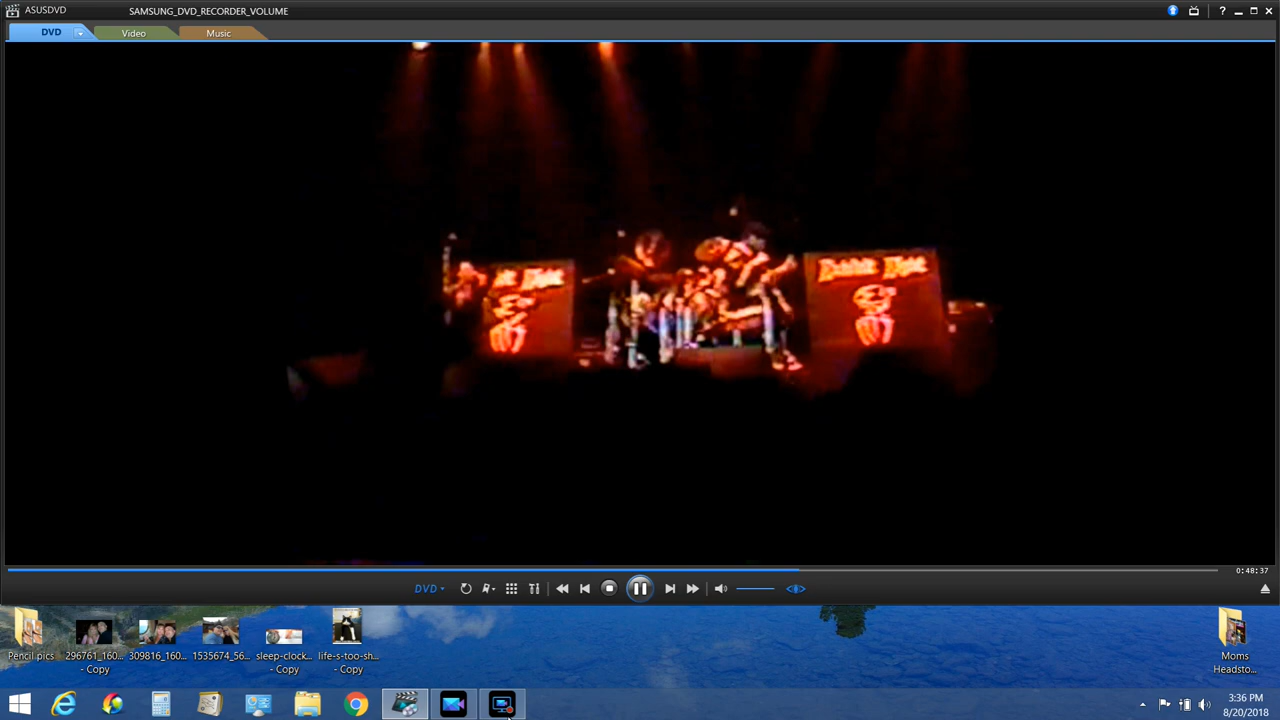 ASUSDVD
SAMSUNG_DVD_RECORDER_VOLUME
?
DVD
Video
Music
0:48:37
DVD
Pencil pics
296761_160...
- Copy
309816_160...
1535674_56...
sleep-clock...
- Copy
life-s-too-sh...
- Copy
Moms
Headsto...
3:36 PM
8/20/2018